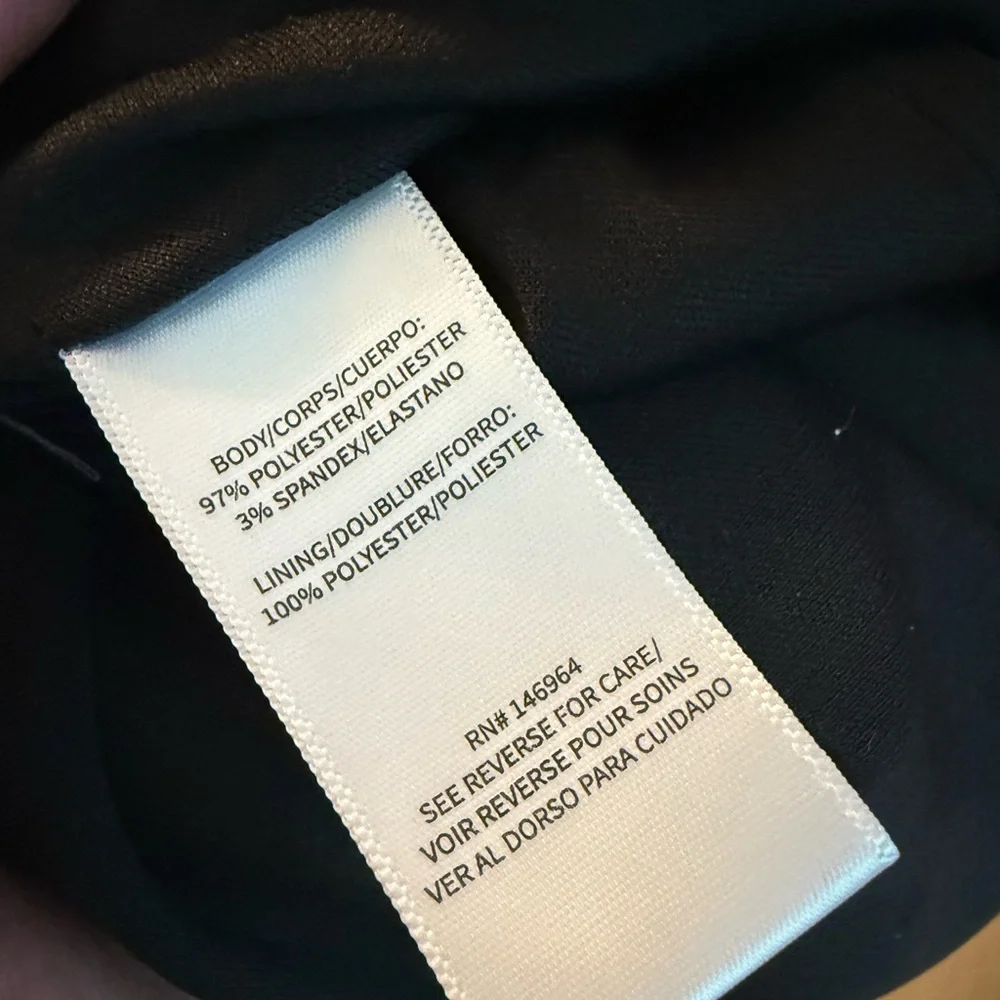 BODY/CORPS/CUERPO:
97% POLYESTER/POLIESTER
3% SPANDEX/ELASTANO
LINING/DOUBLURE/FORRO:
100% POLYESTER/POLIESTER
RN# 146964
SEE REVERSE FOR CARE/
VOIR REVERSE POUR SOINS
VER AL DORSO PARA CUIDADO